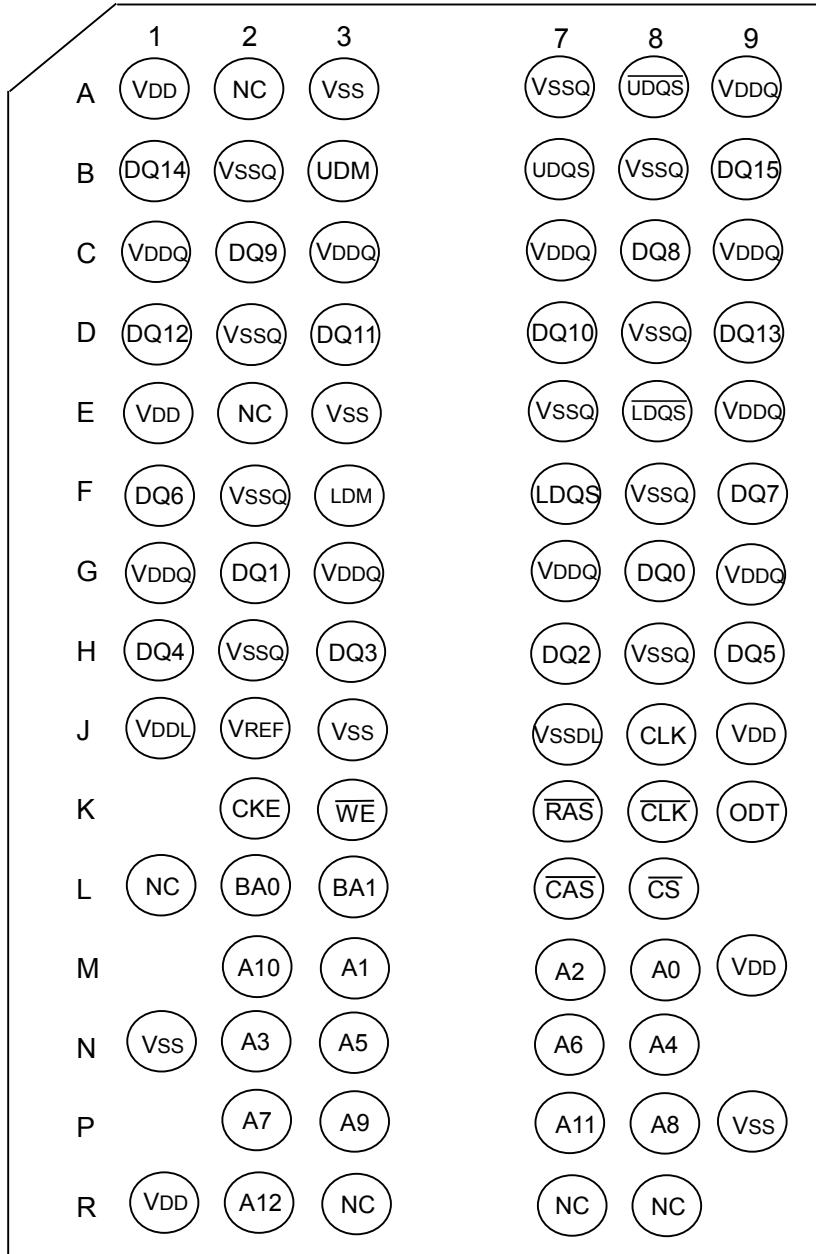 1 2 3 7 8 9
A VDD NC VSS VSSQ UDQS VDDQ
B DQ14 VSSQ UDM UDQS VSSQ DQ15
C VDDQ DQ9 VDDQ VDDQ DQ8 VDDQ
D DQ12 VSSQ DQ11 DQ10 VSSQ DQ13
E VDD NC VSS VSSQ LDQS VDDQ
F DQ6 VSSQ LDM LDQS VSSQ DQ7
G VDDQ DQ1 VDDQ VDDQ DQ0 VDDQ
H DQ4 VSSQ DQ3 DQ2 VSSQ DQ5
J VDDL VREF VSS VSSDL CLK VDD
K CKE WE RAS CLK ODT
L NC BA0 BA1 CAS CS
M A10 A1 A2 A0 VDD
N VSS A3 A5 A6 A4
P A7 A9 A11 A8 VSS
R VDD A12 NC NC NC